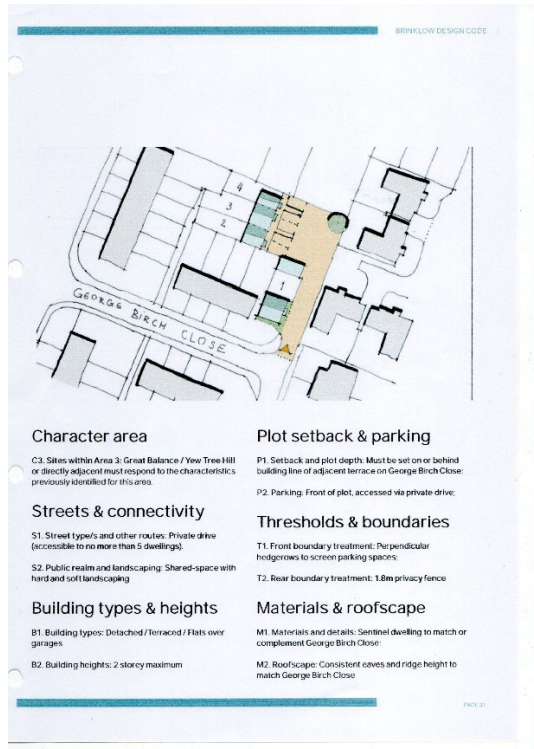 BRINKLOW DESIGN CODE
4
3
2
1
GEORGE BIRCH CLOSE
Character area
C3. Sites within Area 3: Great Balance / Yew Tree Hill
or directly adjacent must respond to the characteristics
previously identified for this area.
Streets & connectivity
S1. Street type/s and other routes: Private drive
(accessible to no more than 5 dwellings).
S2. Public realm and landscaping: Shared-space with
hard and soft landscaping
Building types & heights
B1. Building types: Detached / Terraced / Flats over
garages
B2. Building heights: 2 storey maximum
Plot setback & parking
P1. Setback and plot depth: Must be set on or behind
building line of adjacent terrace on George Birch Close;
P2. Parking: Front of plot, accessed via private drive;
Thresholds & boundaries
T1. Front boundary treatment: Perpendicular
hedgerows to screen parking spaces;
T2. Rear boundary treatment: 1.8m privacy fence
Materials & roofscape
M1. Materials and details: Sentinel dwelling to match or
complement George Birch Close;
M2. Roofscape: Consistent eaves and ridge height to
match George Birch Close
PAGE